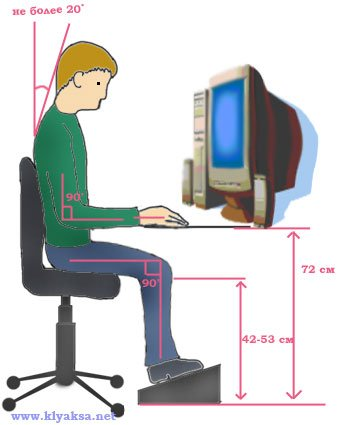 не более 20°
90°
90°
72 см
42-53 см
www.klyaksa.net